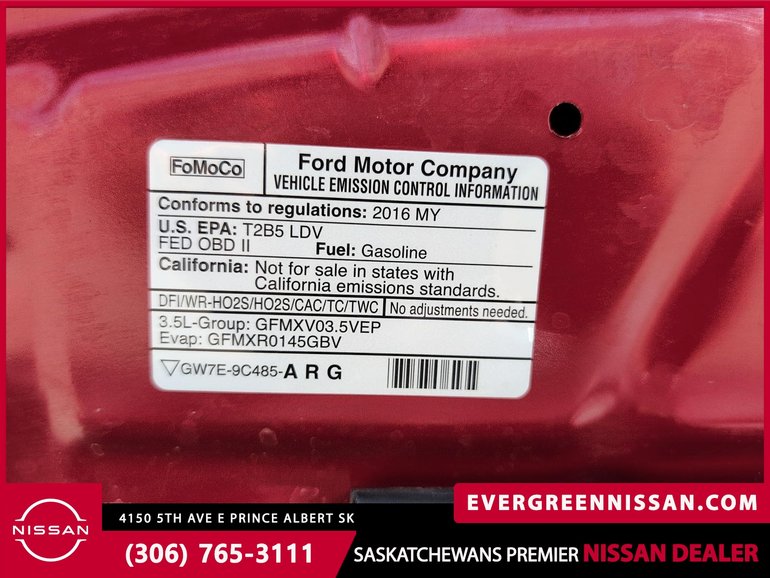 FoMoCo
Ford Motor Company
VEHICLE EMISSION CONTROL INFORMATION
Conforms to regulations: 2016 MY
U.S. EPA: T2B5 LDV
FED OBD II Fuel: Gasoline
California: Not for sale in states with
California emissions standards.
DFI/WR-HO2S/HO2S/CAC/TC/TWC No adjustments needed.
3.5L-Group: GFMXV03.5VEP
Evap: GFMXR0145GBV
GW7E-9C485-A R G
EVERGREENNISSAN.COM
NISSAN
4150 5TH AVE E PRINCE ALBERT SK
(306) 765-3111
SASKATCHEWANS PREMIER NISSAN DEALER